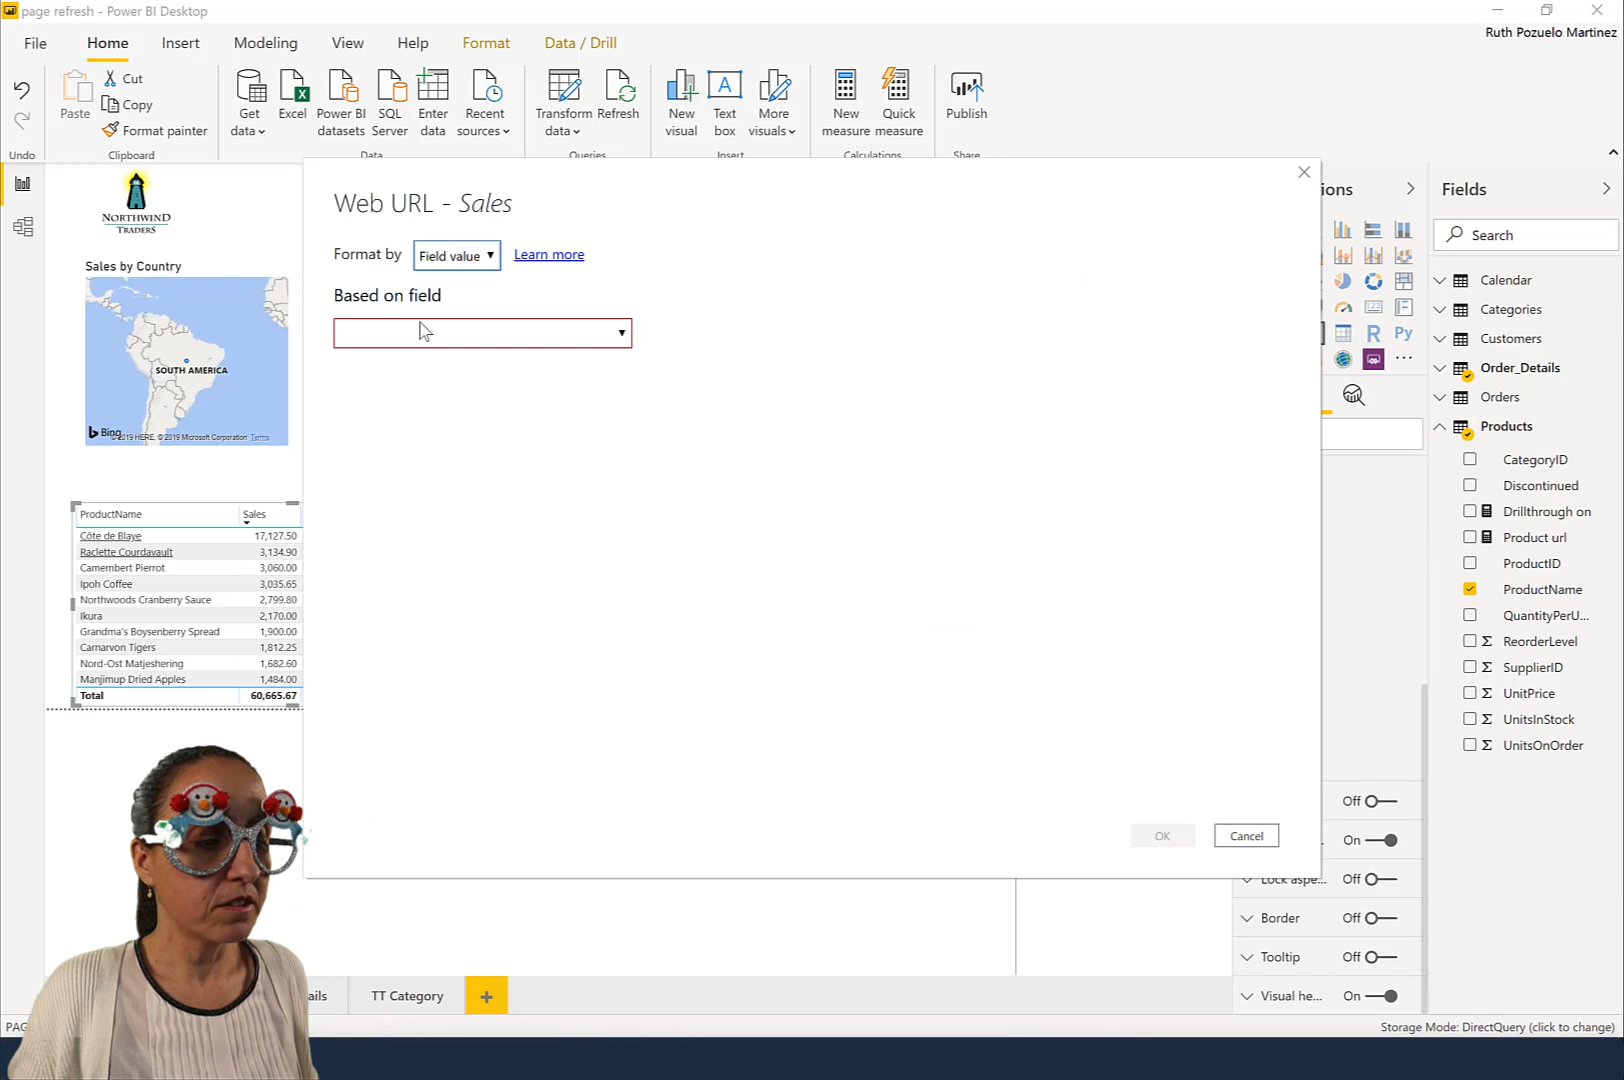 page refresh - Power BI Desktop
Ruth Pozuelo Martinez
File Home Insert Modeling View Help Format Data / Drill
Paste
Cut
Copy
Format painter
Get data
Excel
Power BI datasets
SQL Server
Enter data
Recent sources
Transform data
Refresh
New visual
Text box
More visuals
New measure
Quick measure
Publish
Undo Clipboard Data Queries Insert Calculations Share
NORTHWIND
TRADERS
Sales by Country
SOUTH AMERICA
Bing
© 2019 HERE, © 2019 Microsoft Corporation Terms
ProductName Sales
Côte de Blaye 17,127.50
Raclette Courdavault 3,134.90
Camembert Pierrot 3,060.00
Ipoh Coffee 3,035.65
Northwoods Cranberry Sauce 2,799.80
Ikura 2,170.00
Grandma's Boysenberry Spread 1,900.00
Carnarvon Tigers 1,812.25
Nord-Ost Matjeshering 1,682.60
Manjimup Dried Apples 1,484.00
Total 60,665.67
Web URL - Sales
Format by Field value Learn more
Based on field
OK Cancel
ions
R Py
Off
On
Lock aspe... Off
Border Off
Tooltip Off
Visual he... On
Fields
Search
Calendar
Categories
Customers
Order_Details
Orders
Products
CategoryID
Discontinued
Drillthrough on
Product url
ProductID
ProductName
QuantityPerU...
ReorderLevel
SupplierID
UnitPrice
UnitsInStock
UnitsOnOrder
ails TT Category +
PAG
Storage Mode: DirectQuery (click to change)